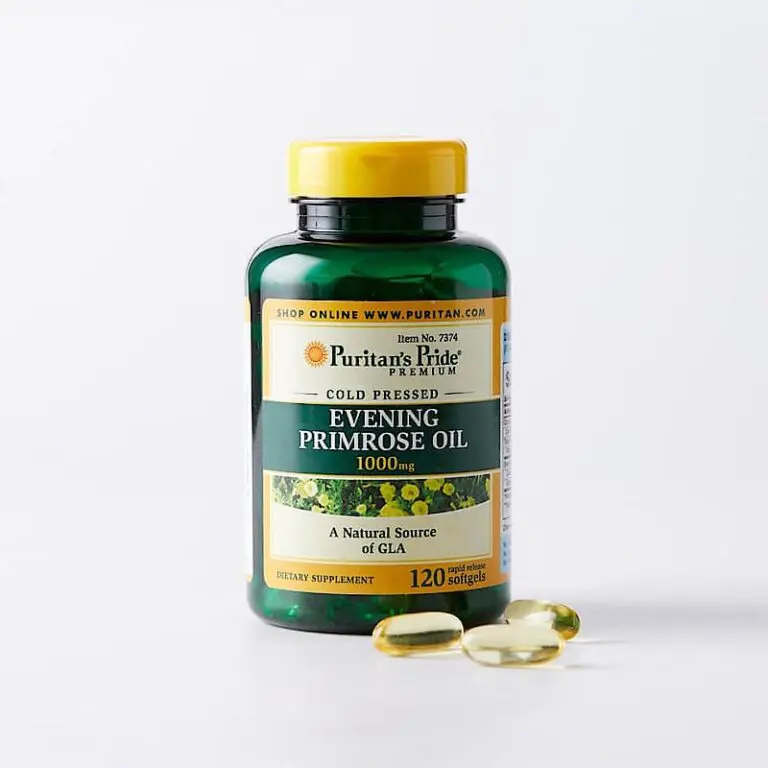 SHOP ONLINE WWW.PURITAN.COM
Item No. 7374
Puritan's Pride®
PREMIUM
COLD PRESSED
EVENING
PRIMROSE OIL
1000mg
A Natural Source
of GLA
DIETARY SUPPLEMENT
120 rapid release
softgels